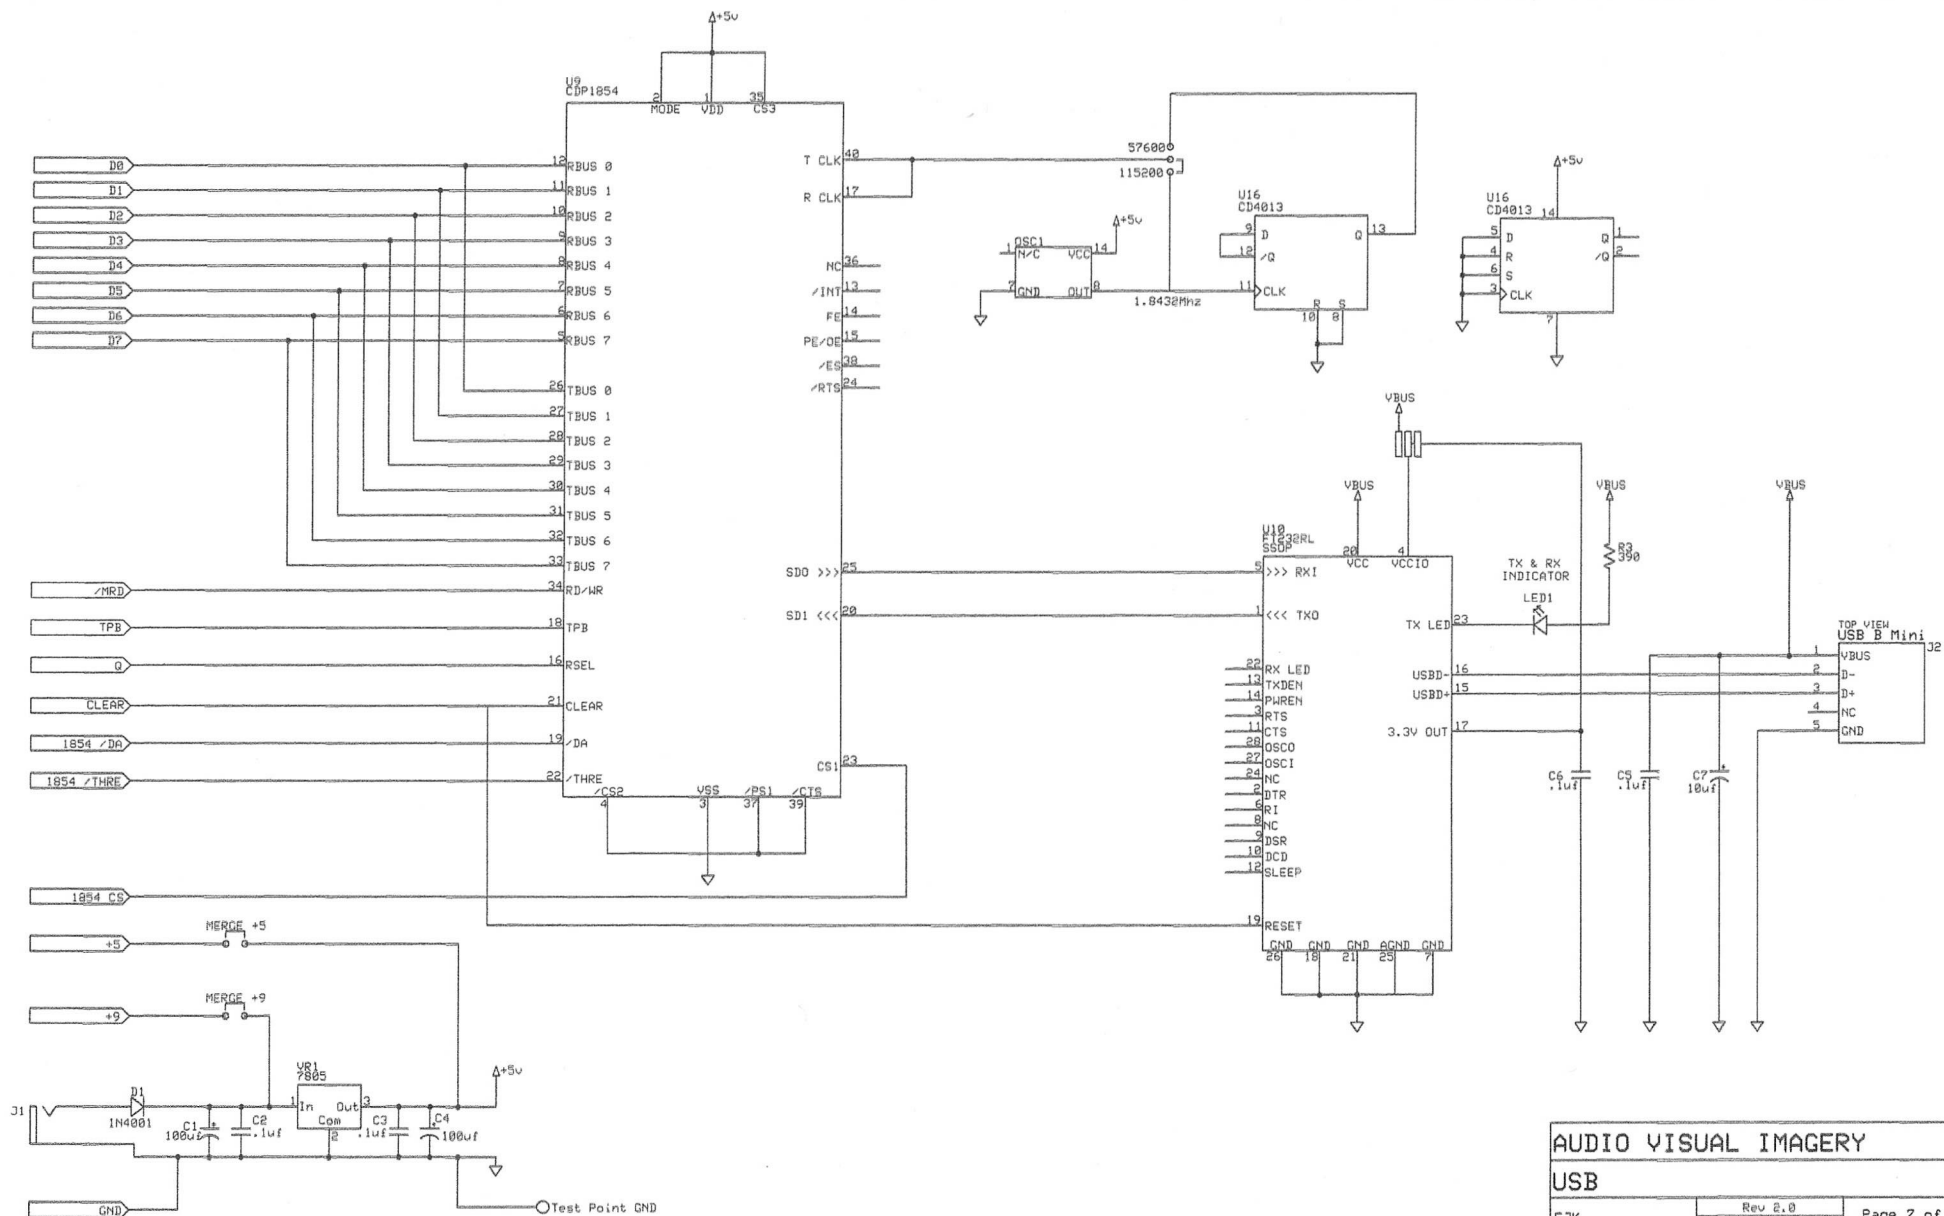 +5v
U9
CDP1854
2 1 35
MODE VDD CS3
D0 12 RBUS 0
D1 11 RBUS 1
D2 10 RBUS 2
D3 9 RBUS 3
D4 8 RBUS 4
D5 7 RBUS 5
D6 6 RBUS 6
D7 5 RBUS 7
26 TBUS 0
27 TBUS 1
28 TBUS 2
29 TBUS 3
30 TBUS 4
31 TBUS 5
32 TBUS 6
33 TBUS 7
/MRD 34 RD/WR
TPB 18 TPB
Q 16 RSEL
CLEAR 21 CLEAR
1854 /DA 19 /DA
1854 /THRE 22 /THRE
T CLK 40
R CLK 17
NC 36
/INT 13
FE 14
PE/OE 15
/ES 38
/RTS 24
SDO >>> 25
SD1 <<< 20
CS1 23
/CS2 VSS /PS1 /CTS
4 3 37 39
1854 CS
57600
115200
OSC1
1 N/C VCC 14
+5v
7 GND OUT 8
1.8432Mhz
U16
CD4013
9 D Q 13
12 /Q
11 CLK
R S
10 8
+5v
U16
CD4013
14
5 D Q 1
4 R /Q 2
6 S
3 CLK
7
VBUS
VBUS
VBUS
VBUS
U10
FT232RL
SSOP
20 4
VCC VCCIO
5 >>> RXI
1 <<< TXO
TX & RX
INDICATOR
LED1
R3
390
TX LED 23
22 RX LED
13 TXDEN
14 PWREN
3 RTS
11 CTS
28 OSCO
27 OSCI
24 NC
2 DTR
6 RI
8 NC
9 DSR
10 DCD
12 SLEEP
19 RESET
USBD- 16
USBD+ 15
3.3V OUT 17
GND GND GND AGND GND
26 18 21 25 7
TOP VIEW
USB B Mini
J2
1 VBUS
2 D-
3 D+
4 NC
5 GND
C6
.1uf
C5
.1uf
C7
10uf
+5
MERGE +5
+9
MERGE +9
VR1
7805
+5v
J1
D1
1N4001
1 In Out 3
Com
2
C1
100uf
C2
.1uf
C3
.1uf
C4
100uf
GND
Test Point GND
AUDIO VISUAL IMAGERY
USB
Rev 2.0
Page 7 of